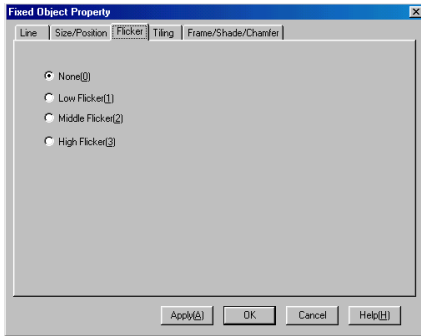 Fixed Object Property
Line Size/Position Flicker Tiling Frame/Shade/Chamfer
None(0)
Low Flicker(1)
Middle Flicker(2)
High Flicker(3)
Apply(A) OK Cancel Help(H)